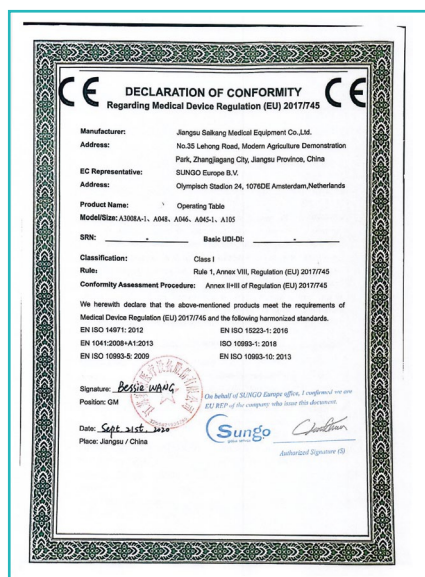 CE DECLARATION OF CONFORMITY CE
Regarding Medical Device Regulation (EU) 2017/745
Manufacturer: Jiangsu Saikang Medical Equipment Co.,Ltd.
Address: No.35 Lehong Road, Modern Agriculture Demonstration
Park, Zhangjiagang City, Jiangsu Province, China
EC Representative: SUNGO Europe B.V.
Address: Olympisch Stadion 24, 1076DE Amsterdam,Netherlands
Product Name: Operating Table
Model/Size: A3008A-1、A048、A046、A045-1、A105
SRN: - Basic UDI-DI: -
Classification: Class I
Rule: Rule 1, Annex VIII, Regulation (EU) 2017/745
Conformity Assessment Procedure: Annex II+III of Regulation (EU) 2017/745
We herewith declare that the above-mentioned products meet the requirements of
Medical Device Regulation (EU) 2017/745 and the following harmonized standards.
EN ISO 14971: 2012 EN ISO 15223-1: 2016
EN 1041:2008+A1:2013 ISO 10993-1: 2018
EN ISO 10993-5: 2009 EN ISO 10993-10: 2013
Signature: Bessie WANG
Position: GM
On behalf of SUNGO Europe office, I confirmed we are
EU REP of the company who issue this document.
Date: Sept. 21st. 2020
Place: Jiangsu / China
Sungo
Authorized Signature (S)